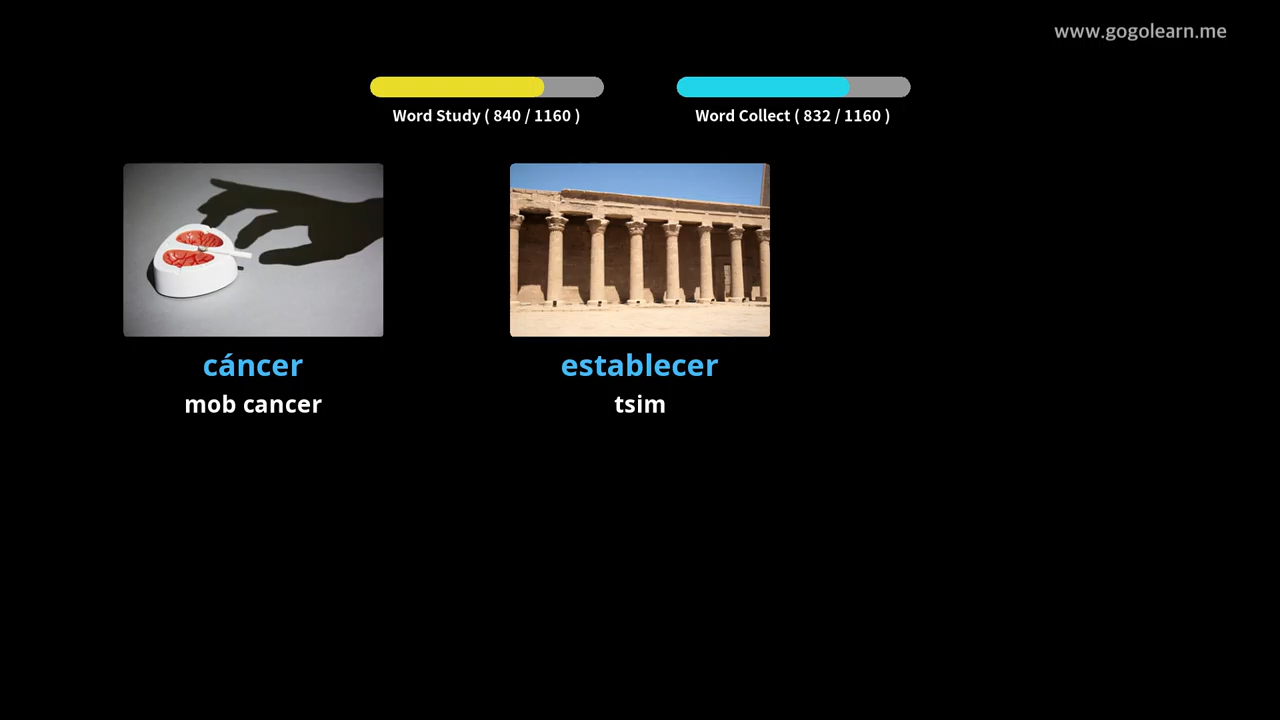 www.gogolearn.me
Word Study ( 840 / 1160 )
Word Collect ( 832 / 1160 )
cáncer
mob cancer
establecer
tsim